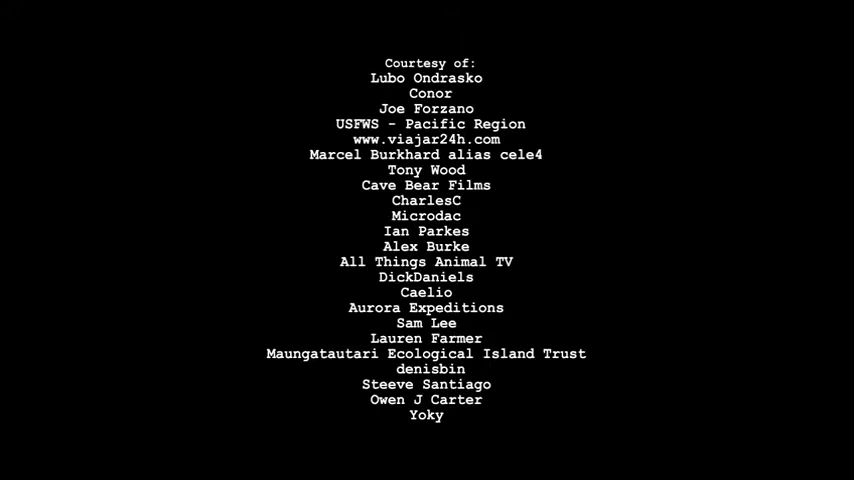 Courtesy of:
Lubo Ondrasko
Conor
Joe Forzano
USFWS - Pacific Region
www.viajar24h.com
Marcel Burkhard alias cele4
Tony Wood
Cave Bear Films
CharlesC
Microdac
Ian Parkes
Alex Burke
All Things Animal TV
DickDaniels
Caelio
Aurora Expeditions
Sam Lee
Lauren Farmer
Maungatautari Ecological Island Trust
denisbin
Steeve Santiago
Owen J Carter
Yoky